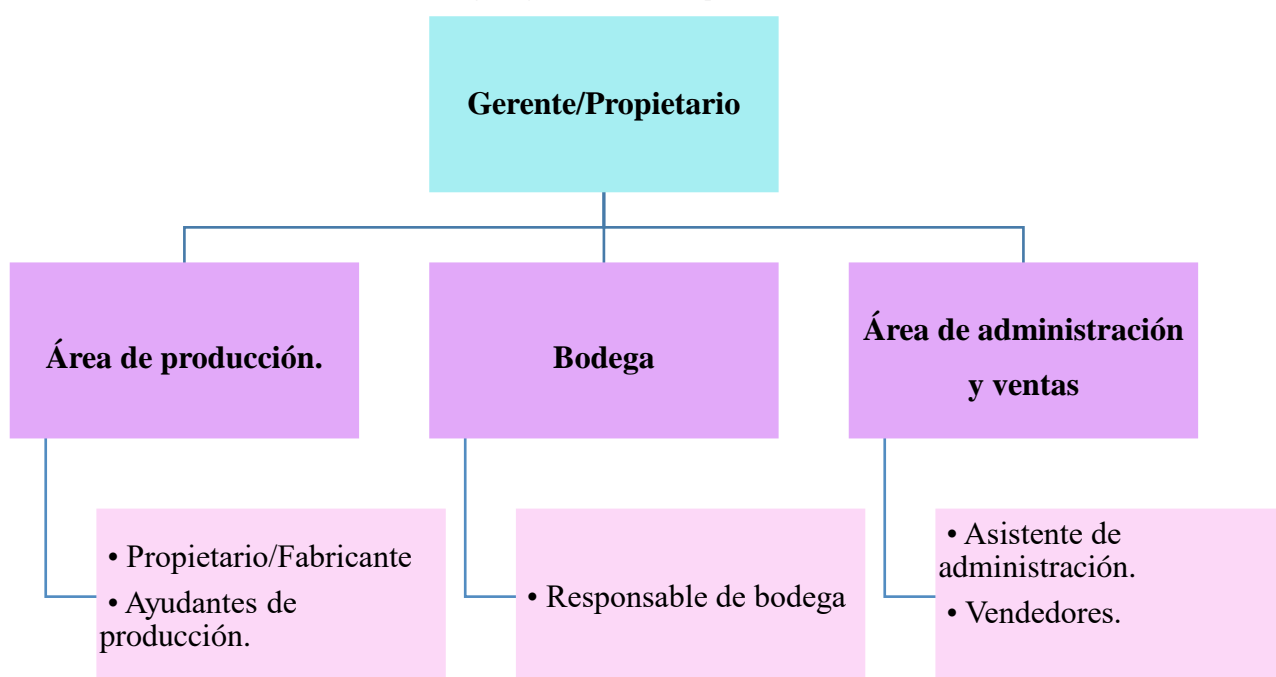 Gerente/Propietario
Área de producción.
Bodega
Área de administración
y ventas
• Propietario/Fabricante
• Ayudantes de
producción.
• Responsable de bodega
• Asistente de
administración.
• Vendedores.